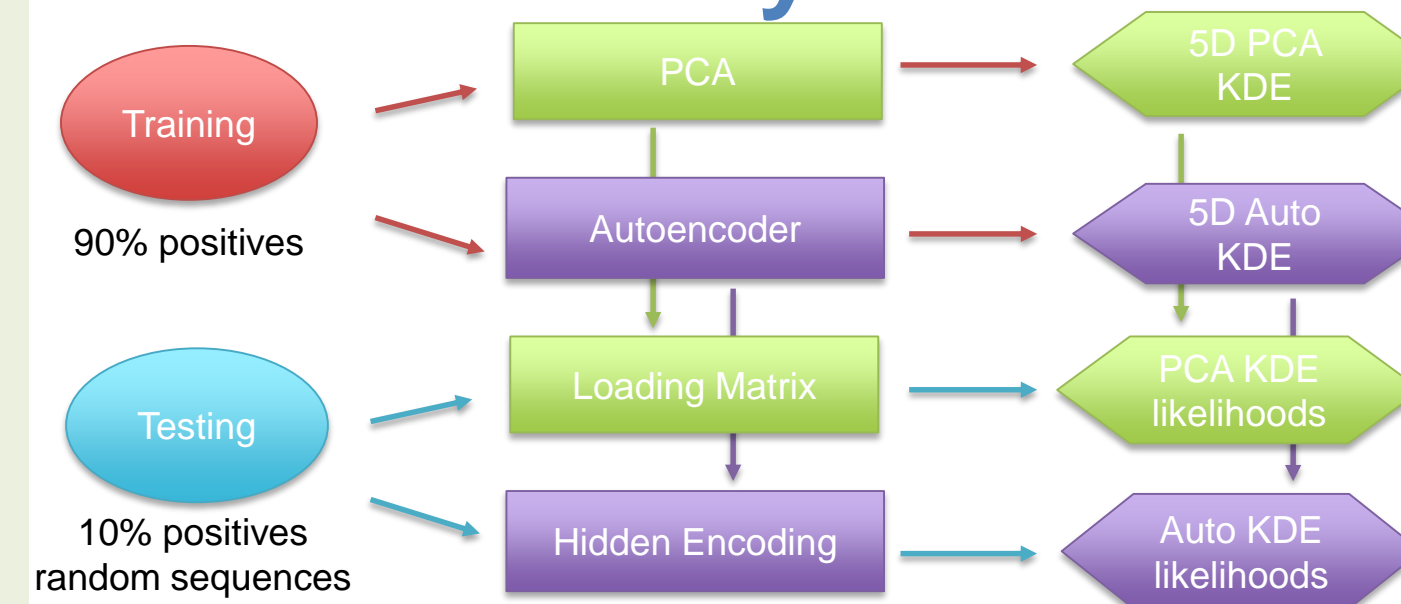 y
PCA
5D PCA
KDE
Training
Autoencoder
5D Auto
KDE
90% positives
Loading Matrix
PCA KDE
likelihoods
Testing
Hidden Encoding
Auto KDE
likelihoods
10% positives
random sequences